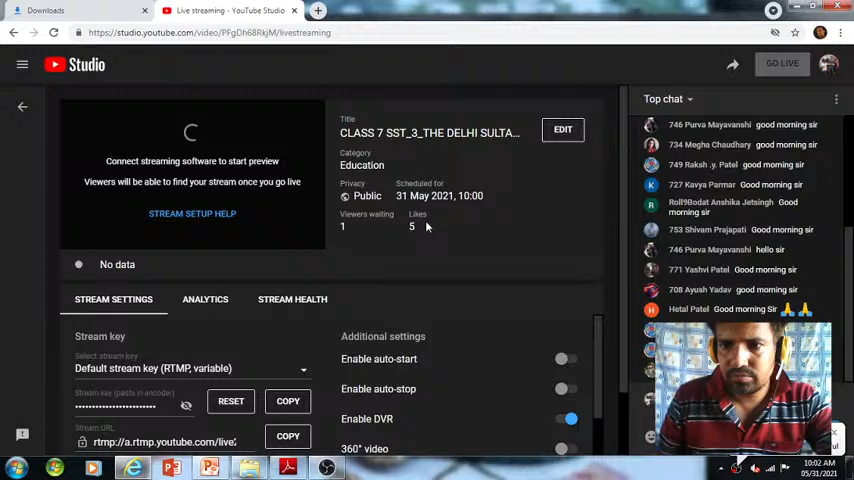 Downloads
Live streaming - YouTube Studio
https://studio.youtube.com/video/PFgDh68RkjM/livestreaming
Studio
GO LIVE
Connect streaming software to start preview
Viewers will be able to find your stream once you go live
STREAM SETUP HELP
No data
Title
CLASS 7 SST_3_THE DELHI SULTA...
EDIT
Category
Education
Privacy
Public
Scheduled for
31 May 2021, 10:00
Viewers waiting
1
Likes
5
STREAM SETTINGS
ANALYTICS
STREAM HEALTH
Stream key
Select stream key
Default stream key (RTMP, variable)
Stream key (paste in encoder)
RESET
COPY
Stream URL
rtmp://a.rtmp.youtube.com/live2
COPY
Additional settings
Enable auto-start
Enable auto-stop
Enable DVR
360° video
Top chat
746 Purva Mayavanshi good morning sir
734 Megha Chaudhary good morning sir
749 Raksh .y. Patel good morning sir
727 Kavya Parmar good morning sir
Roll9Bodat Anshika Jetsingh Good
morning sir
753 Shivam Prajapati good morning sir
746 Purva Mayavanshi hello sir
771 Yashvi Patel Good morning sir
708 Ayush Yadav good morning sir
Hetal Patel Good morning Sir 🙏 🙏
10:02 AM
05/31/2021